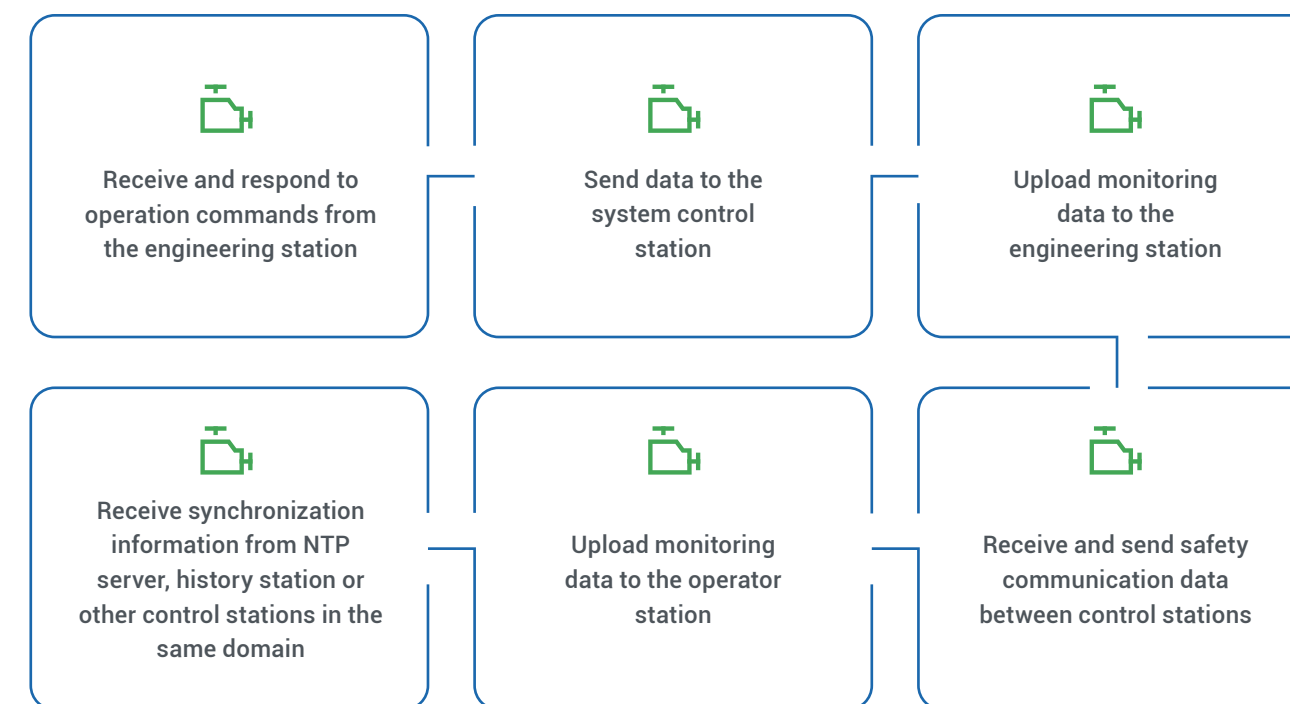 Receive and respond to
operation commands from
the engineering station
Send data to the
system control
station
Upload monitoring
data to the
engineering station
Receive synchronization
information from NTP
server, history station or
other control stations in the
same domain
Upload monitoring
data to the operator
station
Receive and send safety
communication data
between control stations